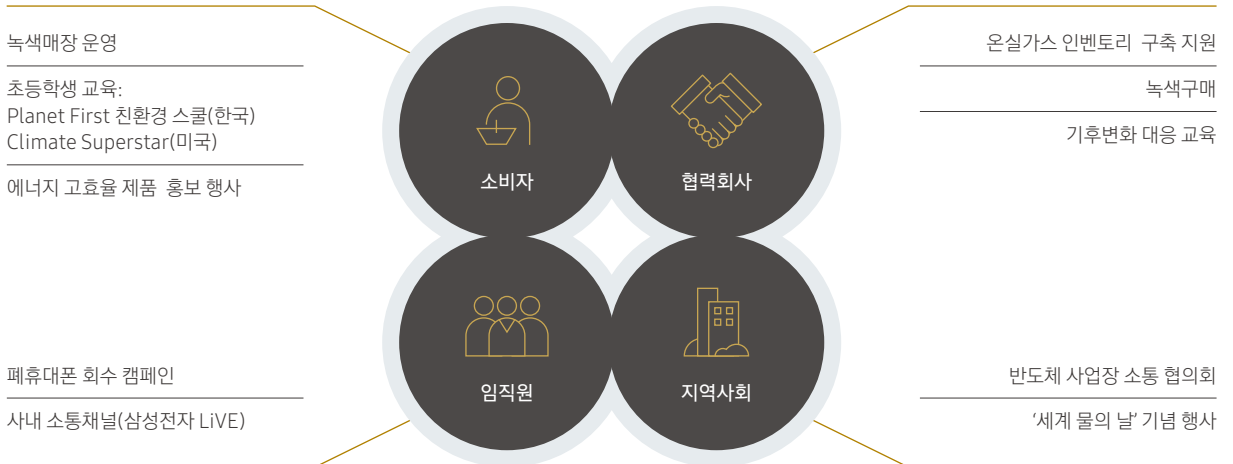 녹색매장 운영
초등학생 교육:
Planet First 친환경 스쿨(한국)
Climate Superstar(미국)
에너지 고효율 제품 홍보 행사
소비자
협력회사
온실가스 인벤토리 구축 지원
녹색구매
기후변화 대응 교육
폐휴대폰 회수 캠페인
사내 소통채널(삼성전자 LiVE)
임직원
지역사회
반도체 사업장 소통 협의회
‘세계 물의 날’ 기념 행사